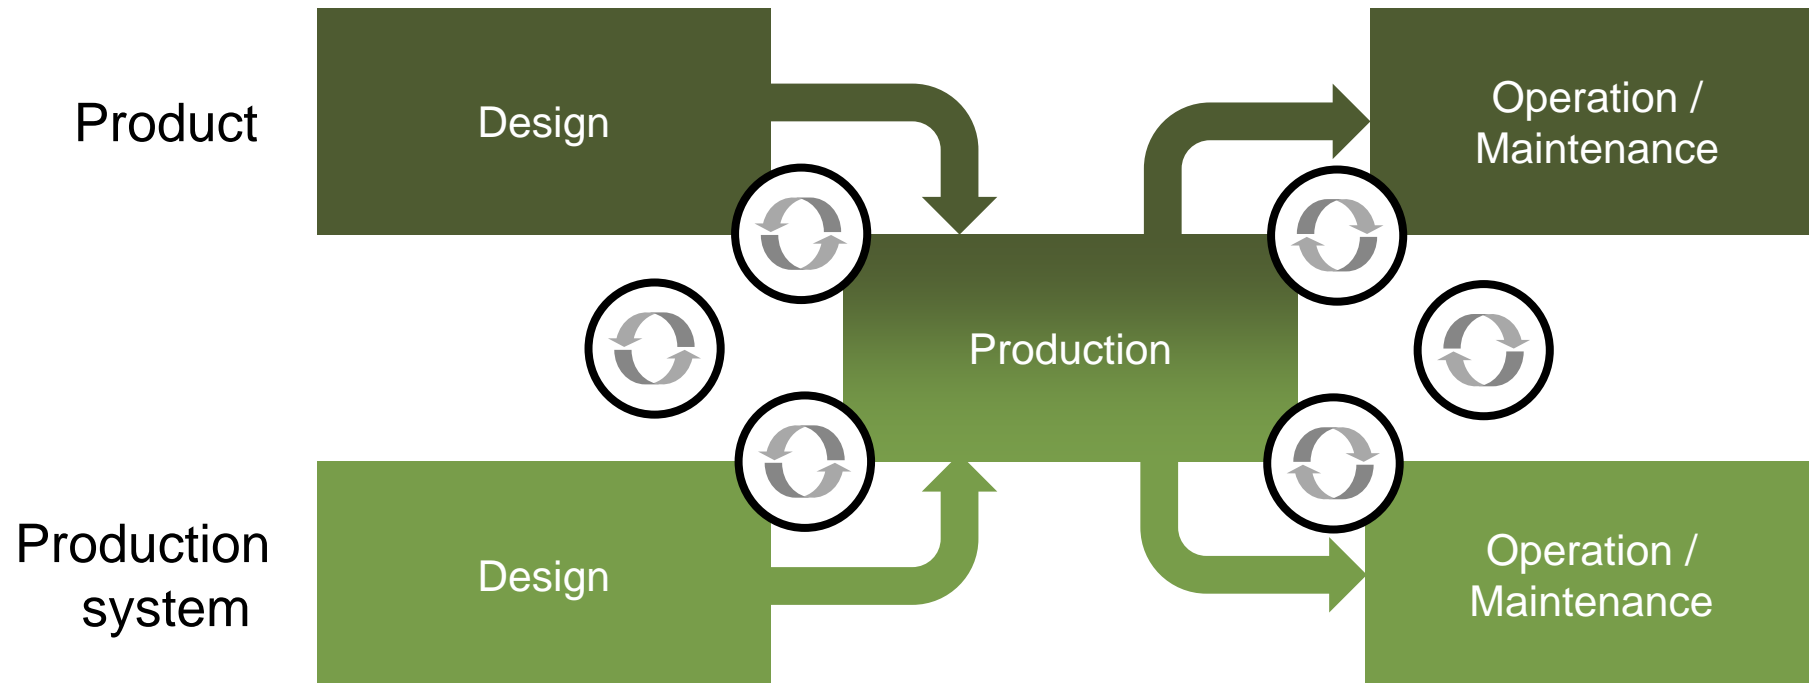 Product
Design
Operation /
Maintenance
Production
Production
system
Design
Operation /
Maintenance